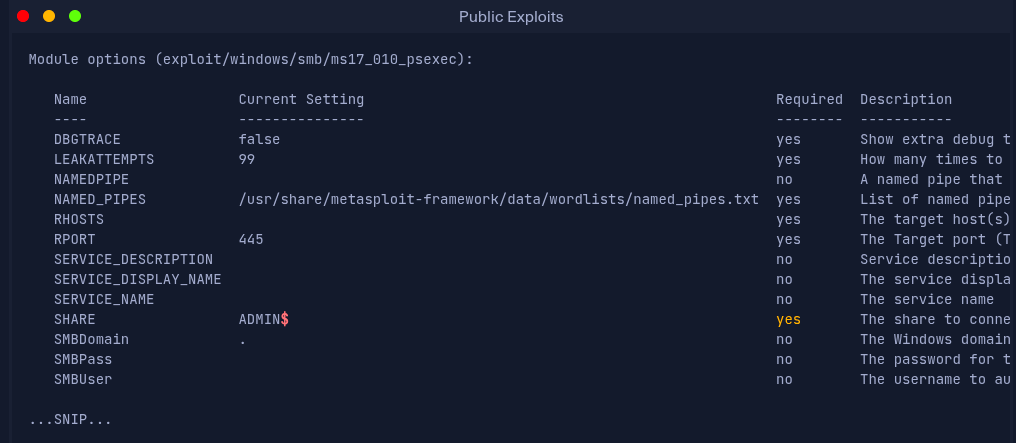 Public Exploits
Module options (exploit/windows/smb/ms17_010_psexec):
Name Current Setting Required Description
---- --------------- -------- -----------
DBGTRACE false yes Show extra debug t
LEAKATTEMPTS 99 yes How many times to
NAMEDPIPE no A named pipe that
NAMED_PIPES /usr/share/metasploit-framework/data/wordlists/named_pipes.txt yes List of named pipe
RHOSTS yes The target host(s)
RPORT 445 yes The Target port (T
SERVICE_DESCRIPTION no Service descriptio
SERVICE_DISPLAY_NAME no The service displa
SERVICE_NAME no The service name
SHARE ADMIN$ yes The share to conne
SMBDomain . no The Windows domain
SMBPass no The password for t
SMBUser no The username to au
...SNIP...